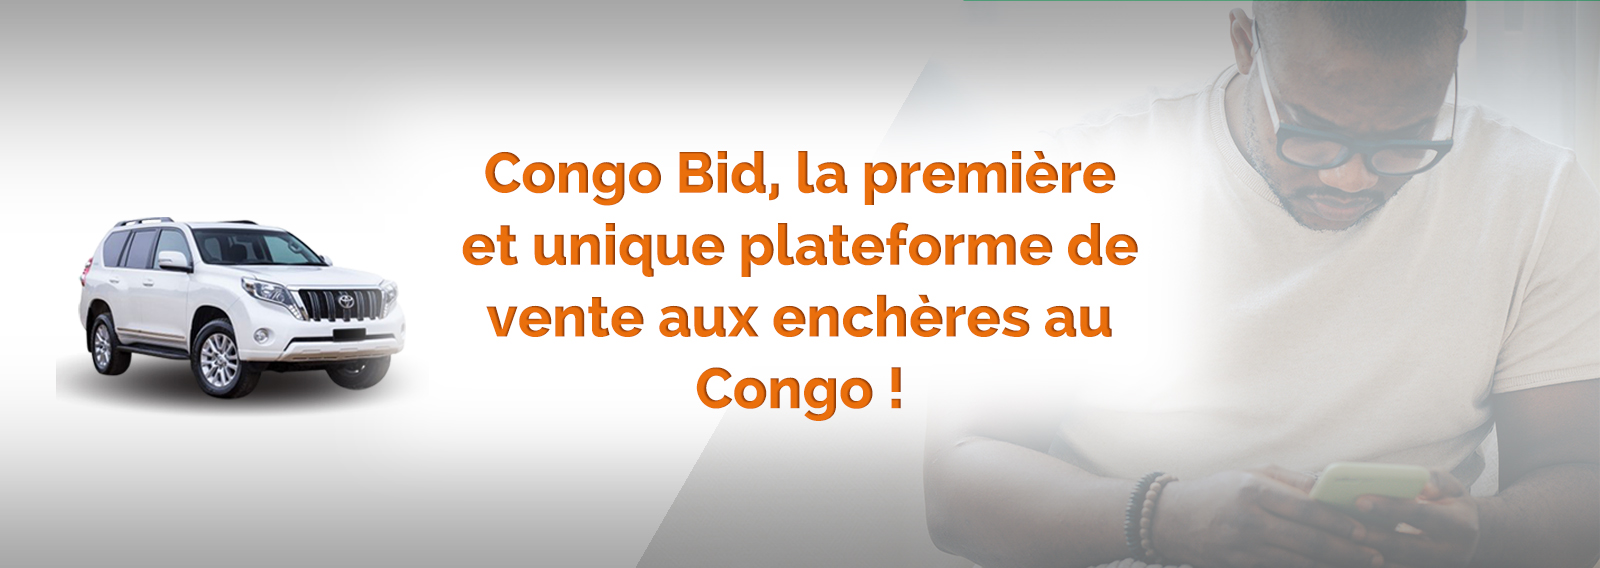 Congo Bid, la première
et unique plateforme de
vente aux enchères au
Congo !